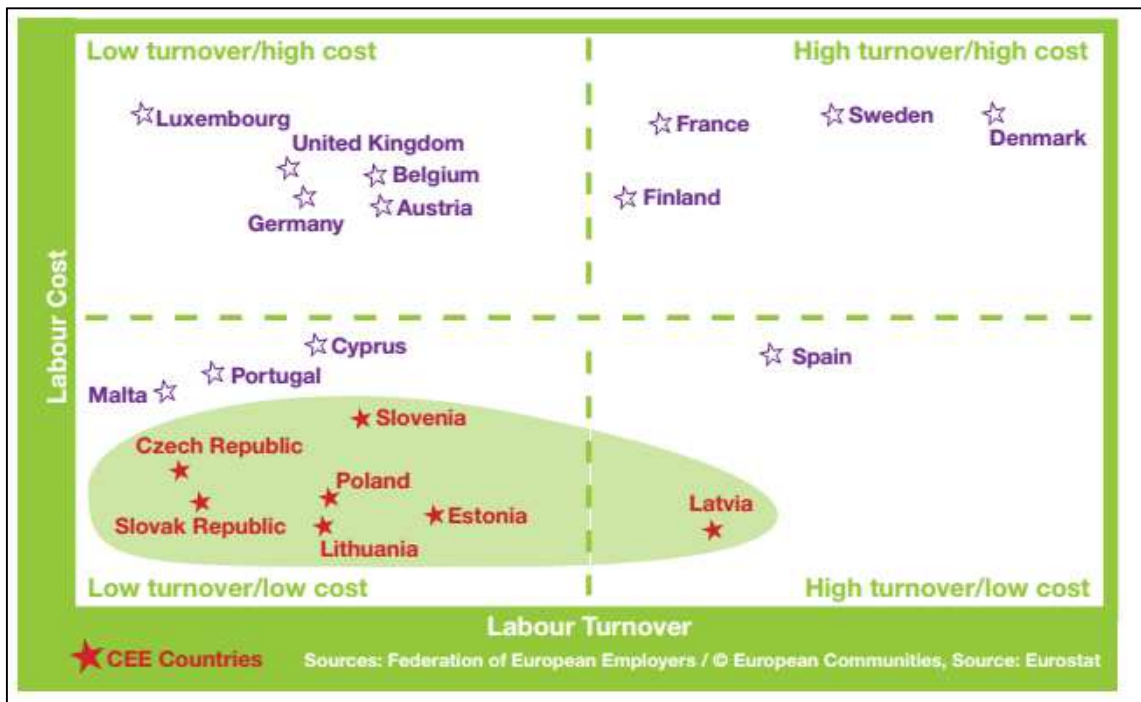 Low turnover/high cost
High turnover/high cost
Luxembourg
United Kingdom
Belgium
Germany
Austria
France
Sweden
Denmark
Finland
Labour Cost
Cyprus
Portugal
Malta
Spain
Slovenia
Czech Republic
Poland
Slovak Republic
Estonia
Lithuania
Latvia
Low turnover/low cost
High turnover/low cost
Labour Turnover
CEE Countries
Sources: Federation of European Employers / © European Communities, Source: Eurostat